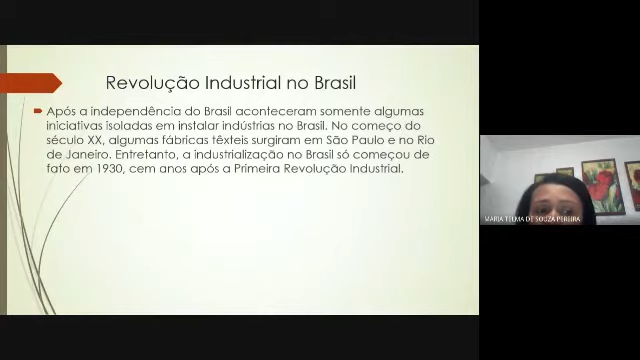 Revolução Industrial no Brasil
Após a independência do Brasil aconteceram somente algumas
iniciativas isoladas em instalar indústrias no Brasil. No começo do
século XX, algumas fábricas têxteis surgiram em São Paulo e no Rio
de Janeiro. Entretanto, a industrialização no Brasil só começou de
fato em 1930, cem anos após a Primeira Revolução Industrial.
MARIA TELMA DE SOUZA PEREIRA